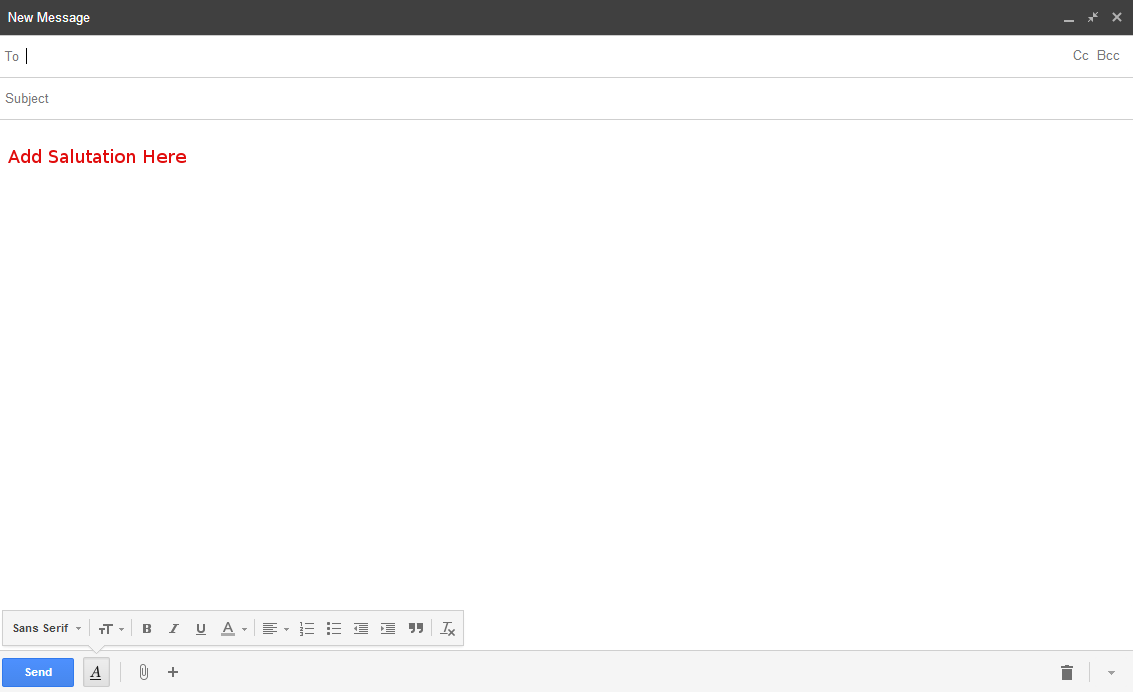 New Message
To
Cc Bcc
Subject
Add Salutation Here
Sans Serif
Send